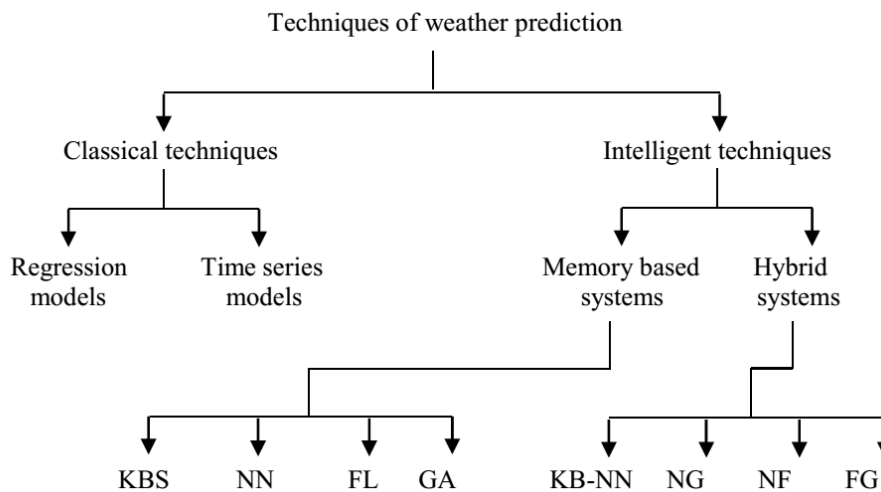 Techniques of weather prediction
Classical techniques
Intelligent techniques
Regression
models
Time series
models
Memory based
systems
Hybrid
systems
KBS
NN
FL
GA
KB-NN
NG
NF
FG